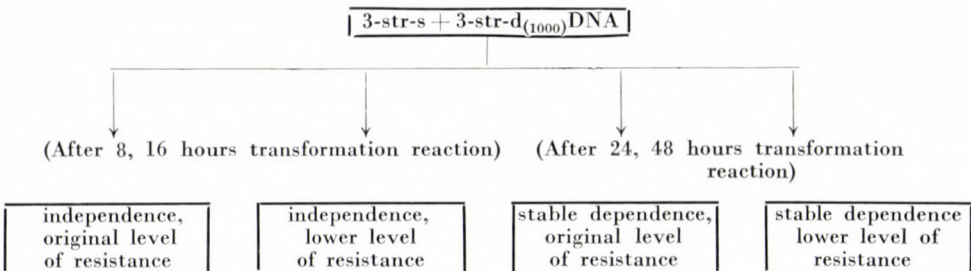 3-str-s + 3-str-d(1000)DNA
(After 8, 16 hours transformation reaction)
(After 24, 48 hours transformation
reaction)
independence,
original level
of resistance
independence,
lower level
of resistance
stable dependence,
original level
of resistance
stable dependence
lower level of
resistance